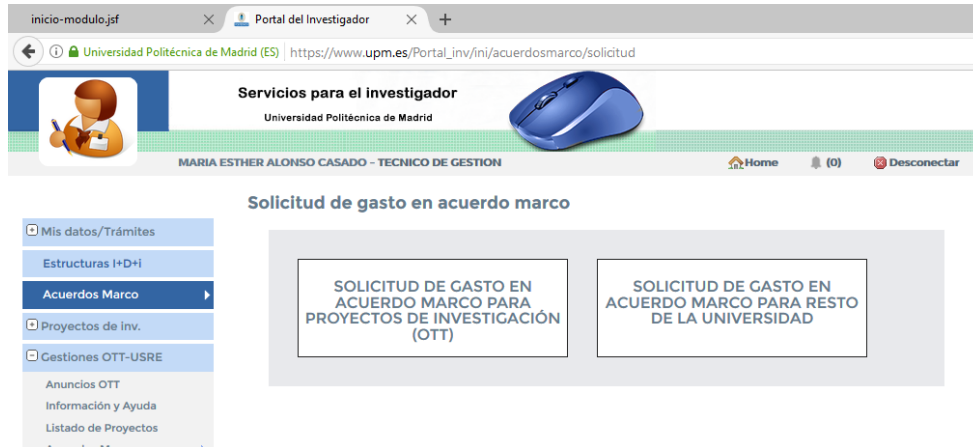 inicio-modulo.jsf
Portal del Investigador
Universidad Politécnica de Madrid (ES) https://www.upm.es/Portal_inv/ini/acuerdosmarco/solicitud
Servicios para el investigador
Universidad Politécnica de Madrid
MARIA ESTHER ALONSO CASADO - TECNICO DE GESTION
Home (0) Desconectar
Solicitud de gasto en acuerdo marco
Mis datos/Trámites
Estructuras I+D+i
Acuerdos Marco
Proyectos de inv.
Gestiones OTT-USRE
Anuncios OTT
Información y Ayuda
Listado de Proyectos
SOLICITUD DE GASTO EN
ACUERDO MARCO PARA
PROYECTOS DE INVESTIGACIÓN
(OTT)
SOLICITUD DE GASTO EN
ACUERDO MARCO PARA RESTO
DE LA UNIVERSIDAD